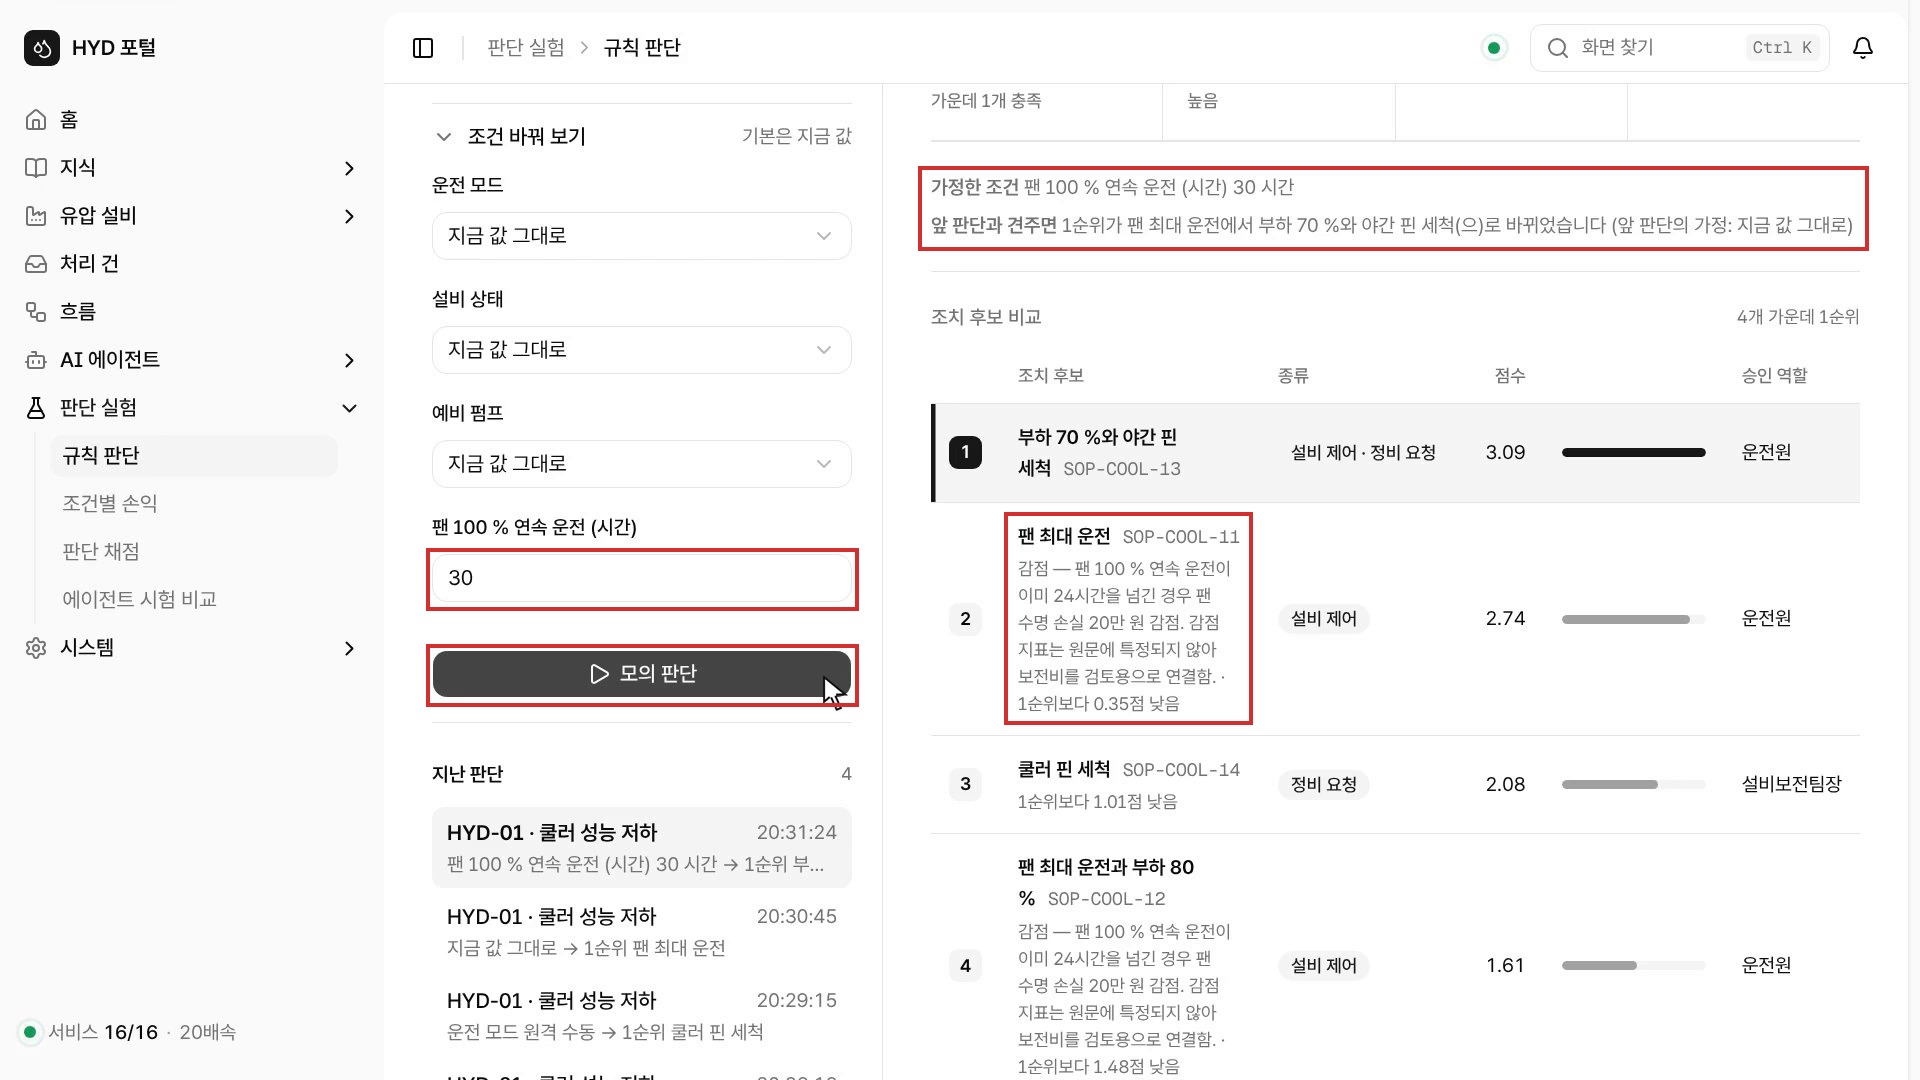 HYD 포털
홈
지식
유압 설비
처리 건
흐름
AI 에이전트
판단 실험
규칙 판단
조건별 손익
판단 채점
에이전트 시험 비교
시스템
서비스 16/16 · 20배속
판단 실험 > 규칙 판단
화면 찾기 Ctrl K
조건 바꿔 보기 기본은 지금 값
운전 모드
지금 값 그대로
설비 상태
지금 값 그대로
예비 펌프
지금 값 그대로
팬 100 % 연속 운전 (시간)
30
모의 판단
지난 판단 4
HYD-01 · 쿨러 성능 저하 20:31:24
팬 100 % 연속 운전 (시간) 30 시간 → 1순위 부...
HYD-01 · 쿨러 성능 저하 20:30:45
지금 값 그대로 → 1순위 팬 최대 운전
HYD-01 · 쿨러 성능 저하 20:29:15
운전 모드 원격 수동 → 1순위 쿨러 핀 세척
가운데 1개 충족 높음
가정한 조건 팬 100 % 연속 운전 (시간) 30 시간
앞 판단과 견주면 1순위가 팬 최대 운전에서 부하 70 %와 야간 핀 세척(으)로 바뀌었습니다 (앞 판단의 가정: 지금 값 그대로)
조치 후보 비교 4개 가운데 1순위
조치 후보 종류 점수 승인 역할
1 부하 70 %와 야간 핀
세척 SOP-COOL-13 설비 제어 · 정비 요청 3.09 운전원
팬 최대 운전 SOP-COOL-11
감점 — 팬 100 % 연속 운전이
이미 24시간을 넘긴 경우 팬
수명 손실 20만 원 감점. 감점
지표는 원문에 특정되지 않아
보전비를 검토용으로 연결함. ·
1순위보다 0.35점 낮음
2 설비 제어 2.74 운전원
쿨러 핀 세척 SOP-COOL-14
1순위보다 1.01점 낮음
3 정비 요청 2.08 설비보전팀장
팬 최대 운전과 부하 80
% SOP-COOL-12
감점 — 팬 100 % 연속 운전이
이미 24시간을 넘긴 경우 팬
수명 손실 20만 원 감점. 감점
지표는 원문에 특정되지 않아
보전비를 검토용으로 연결함. ·
1순위보다 1.48점 낮음
4 설비 제어 1.61 운전원